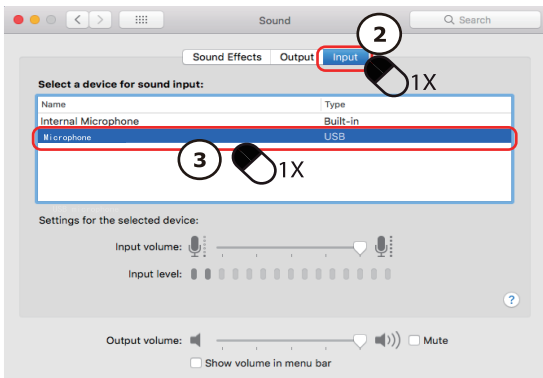 Sound
Search
2
Sound Effects Output Input
1X
Select a device for sound input:
Name Type
Internal Microphone Built-in
Microphone USB
3
1X
Settings for the selected device:
Input volume:
Input level:
?
Output volume: Mute
Show volume in menu bar